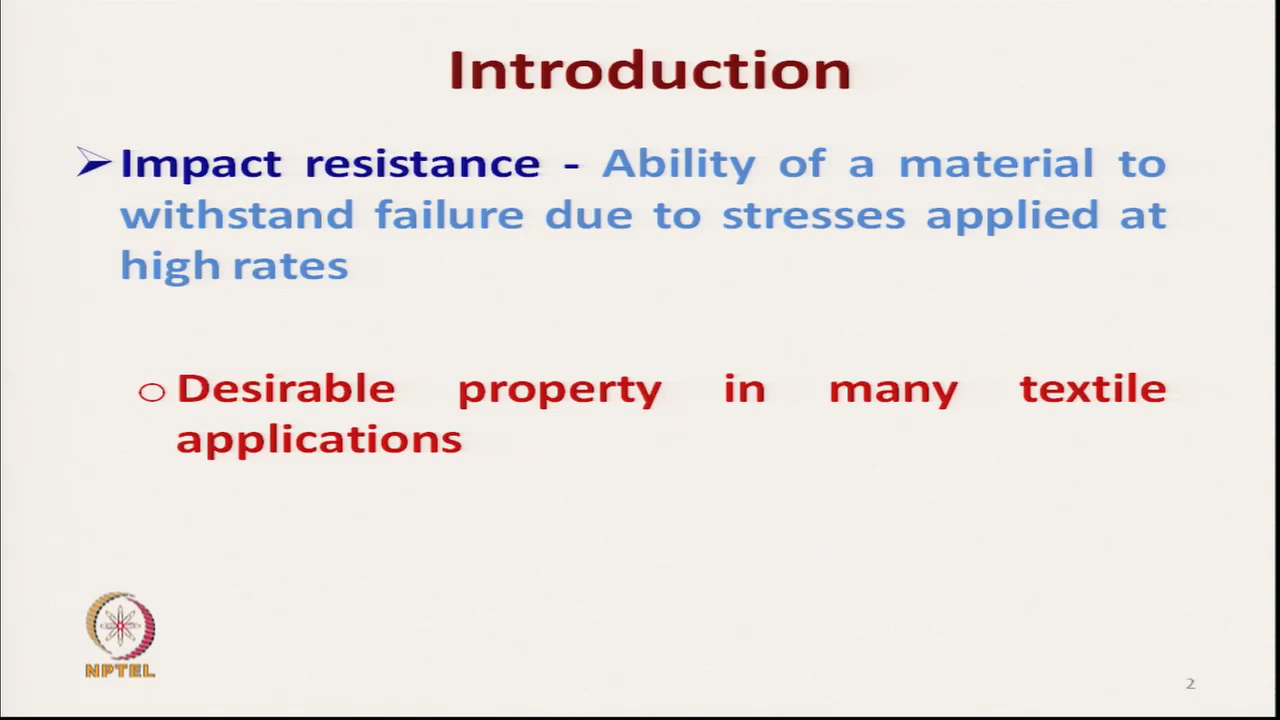 Introduction
➢Impact resistance - Ability of a material to
withstand failure due to stresses applied at
high rates
o Desirable property in many textile
applications
NPTEL
2